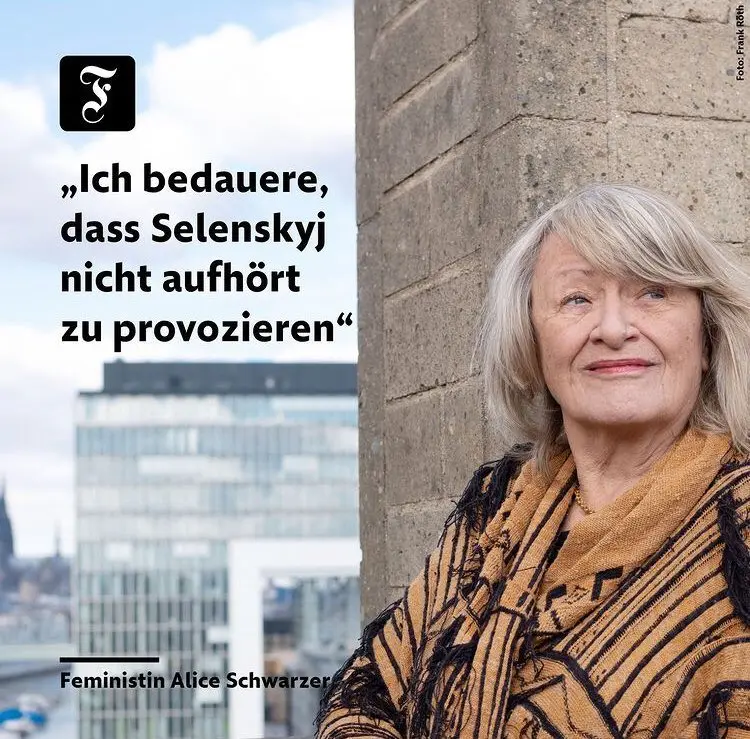 Foto: Frank Röth
F
„Ich bedauere,
dass Selenskyj
nicht aufhört
zu provozieren“
Feministin Alice Schwarzer